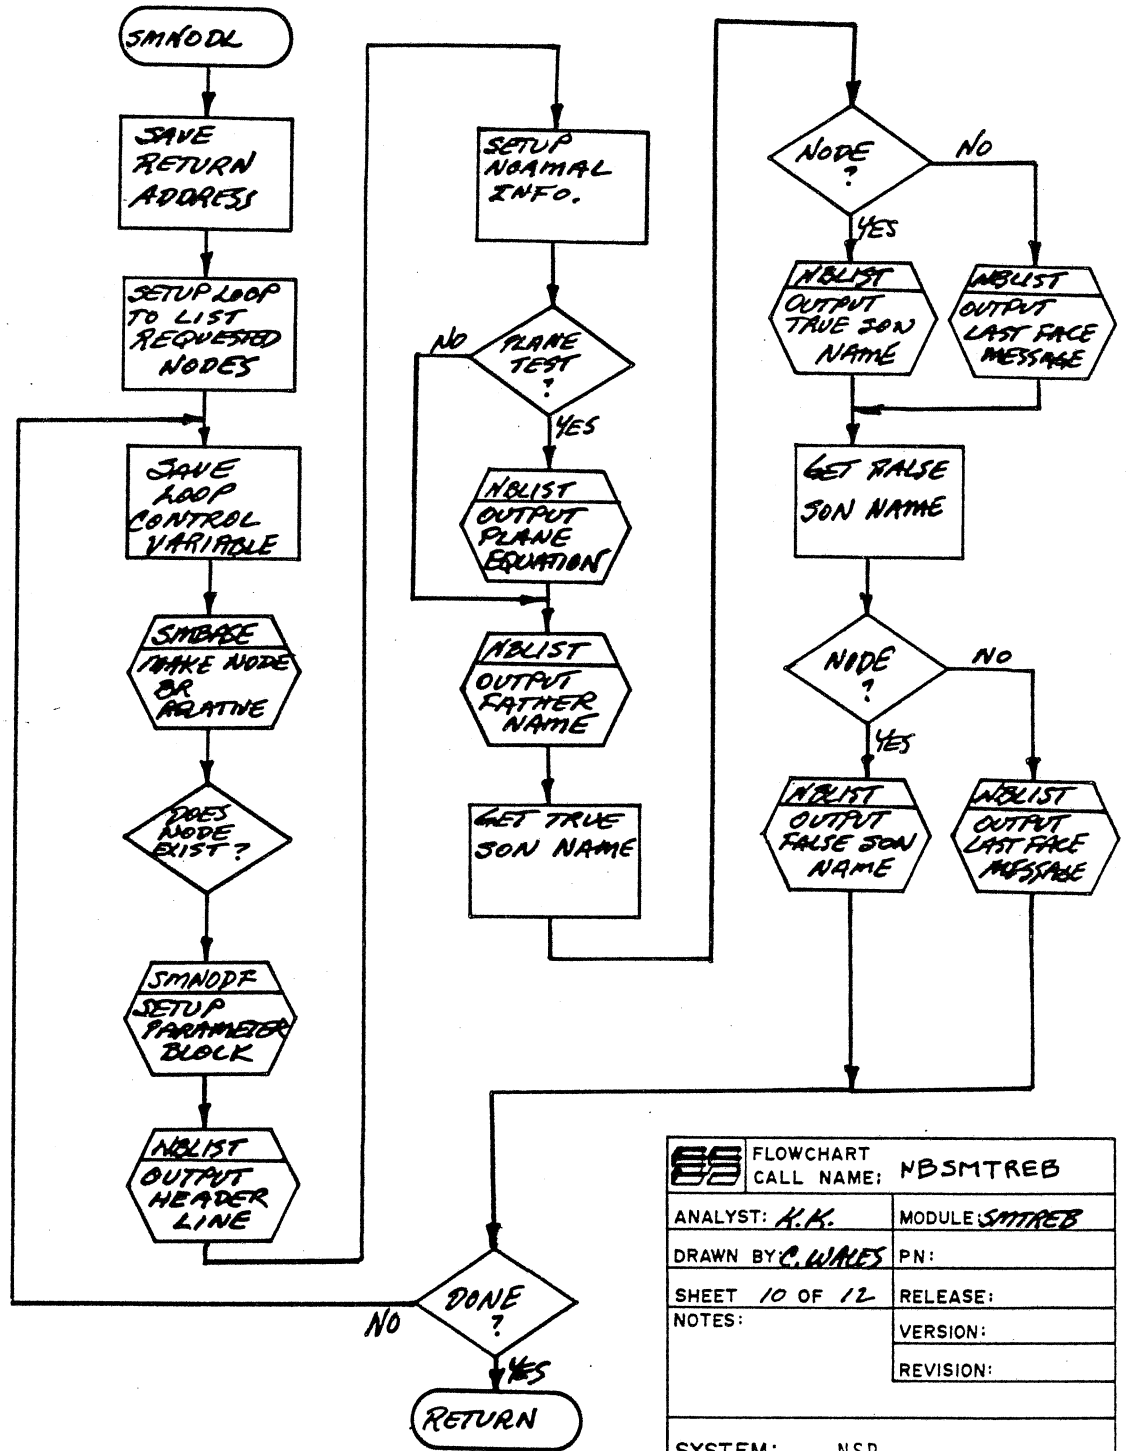 SMNODL
SAVE
RETURN
ADDRESS
SETUP LOOP
TO LIST
REQUESTED
NODES
SAVE
LOOP
CONTROL
VARIABLE
SMBASE
MAKE NODE
OR
RELATIVE
DOES
NODE
EXIST?
SMNODF
SETUP
PARAMETER
BLOCK
NBLIST
OUTPUT
HEADER
LINE
SETUP
NORMAL
INFO.
PLANE
TEST
?
NO
YES
NBLIST
OUTPUT
PLANE
EQUATION
NBLIST
OUTPUT
FATHER
NAME
GET TRUE
SON NAME
NODE
?
NO
YES
NBLIST
OUTPUT
TRUE SON
NAME
NBLIST
OUTPUT
LAST FACE
MESSAGE
GET FALSE
SON NAME
NODE
?
NO
YES
NBLIST
OUTPUT
FALSE SON
NAME
NBLIST
OUTPUT
LAST FACE
MESSAGE
DONE
?
NO
YES
RETURN
FLOWCHART
CALL NAME: NBSMTREB
ANALYST: K.K.
MODULE: SMTREB
DRAWN BY: C. WALES
PN:
SHEET 10 OF 12
RELEASE:
NOTES:
VERSION:
REVISION:
SYSTEM: NSP